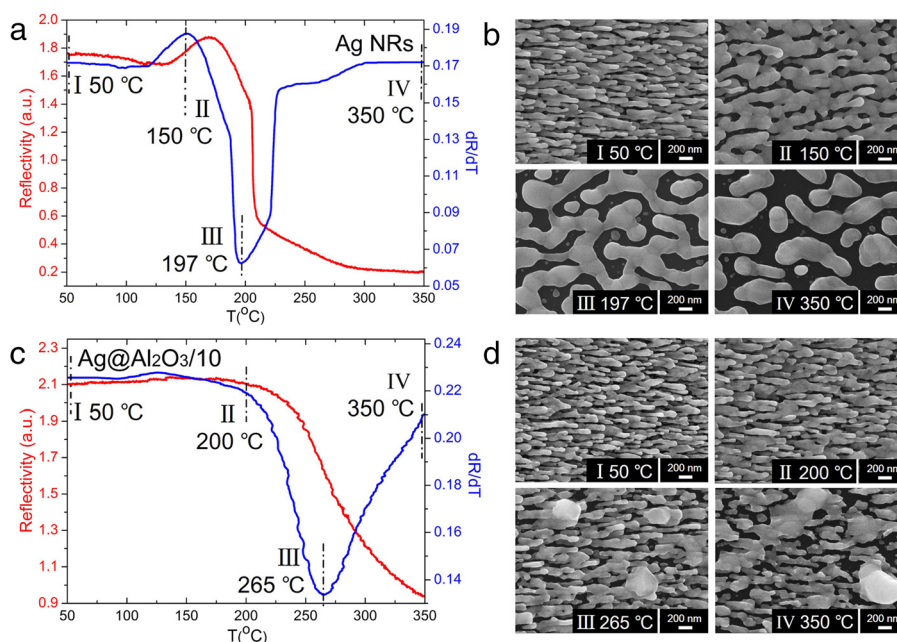 a
Ag NRs
Reflectivity (a.u.)
2.0
1.8
1.6
1.4
1.2
1.0
0.8
0.6
0.4
0.2
I 50 ℃
II
150 ℃
III
197 ℃
IV
350 ℃
0.19
0.17
0.15
0.13
0.11
0.09
0.07
0.05
dR/dT
50 100 150 200 250 300 350
T(°C)
b
I 50 ℃ 200 nm
II 150 ℃ 200 nm
III 197 ℃ 200 nm
IV 350 ℃ 200 nm
c
Ag@Al2O3/10
Reflectivity (a.u.)
2.3
2.1
1.9
1.7
1.5
1.3
1.1
0.9
I 50 ℃
II
200 ℃
III
265 ℃
IV
350 ℃
0.24
0.22
0.21
0.20
0.18
0.16
0.14
0.13
dR/dT
50 100 150 200 250 300 350
T(°C)
d
I 50 ℃ 200 nm
II 200 ℃ 200 nm
III 265 ℃ 200 nm
IV 350 ℃ 200 nm